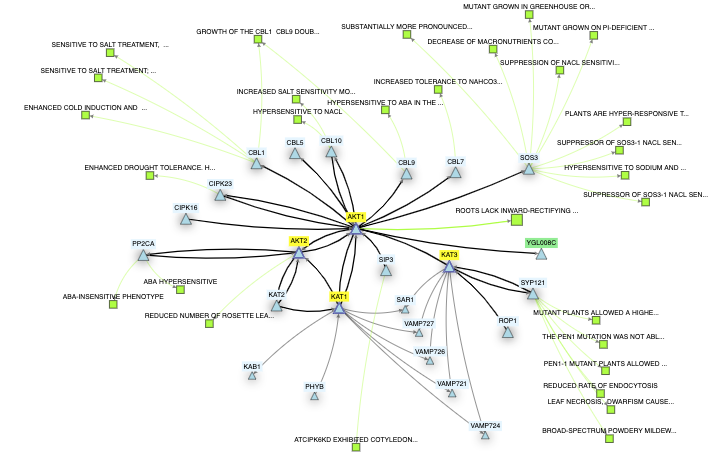 MUTANT GROWN IN GREENHOUSE OR...
SUBSTANTIALLY MORE PRONOUNCED...
MUTANT GROWN ON PI-DEFICIENT ...
GROWTH OF THE CBL1 CBL9 DOUB...
DECREASE OF MACRONUTRIENTS CO...
SENSITIVE TO SALT TREATMENT, ...
SUPPRESSION OF NACL SENSITIVI...
SENSITIVE TO SALT TREATMENT; ...
INCREASED TOLERANCE TO NAHCO3...
INCREASED SALT SENSITIVITY MO...
HYPERSENSITIVE TO ABA IN THE ...
ENHANCED COLD INDUCTION AND ...
HYPERSENSITIVE TO NACL
PLANTS ARE HYPER-RESPONSIVE T...
CBL10
CBL5
SUPPRESSOR OF SOS3-1 NACL SEN...
CBL1
SOS3
CBL9
CBL7
ENHANCED DROUGHT TOLERANCE. H...
HYPERSENSITIVE TO SODIUM AND ...
CIPK23
SUPPRESSOR OF SOS3-1 NACL SEN...
CIPK16
ROOTS LACK INWARD-RECTIFYING ...
AKT1
AKT2
PP2CA
YGL008C
KAT3
SIP3
ABA HYPERSENSITIVE
SYP121
ABA-INSENSITIVE PHENOTYPE
KAT2
KAT1
SAR1
REDUCED NUMBER OF ROSETTE LEA...
MUTANT PLANTS ALLOWED A HIGHE...
ROP1
VAMP727
THE PEN1 MUTATION WAS NOT ABL...
VAMP726
KAB1
PEN1-1 MUTANT PLANTS ALLOWED ...
PHYB
VAMP721
REDUCED RATE OF ENDOCYTOSIS
LEAF NECROSIS, DWARFISM CAUSE...
VAMP724
BROAD-SPECTRUM POWDERY MILDEW...
ATCIPK6KD EXHIBITED COTYLEDON...